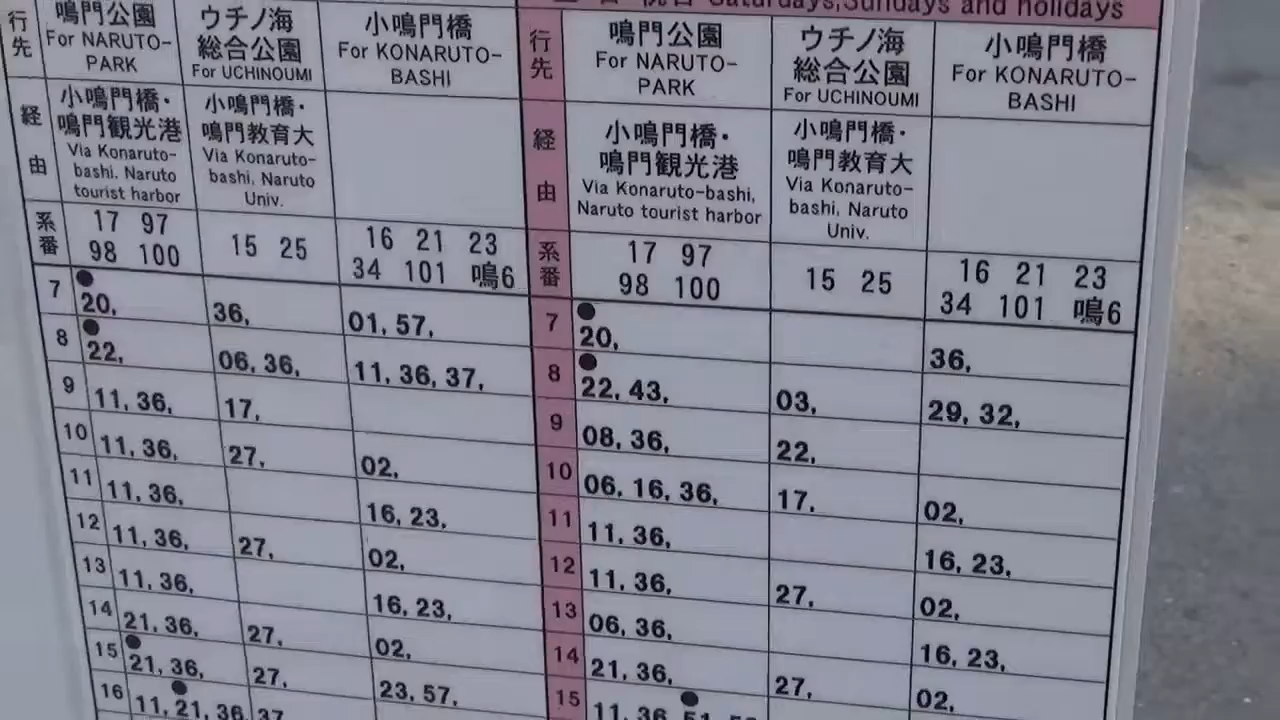 Saturdays,Sundays and holidays
行先
鳴門公園
For NARUTO-
PARK
ウチノ海
総合公園
For UCHINOUMI
小鳴門橋
For KONARUTO-
BASHI
経由
小鳴門橋・
鳴門観光港
Via Konaruto-
bashi, Naruto
tourist harbor
小鳴門橋・
鳴門教育大
Via Konaruto-
bashi, Naruto
Univ.
系番
17 97
98 100
15 25
16 21 23
34 101 鳴6
7 20, 36, 01, 57,
8 22, 06, 36, 11, 36, 37,
9 11, 36, 17,
10 11, 36, 27, 02,
11 11, 36, 16, 23,
12 11, 36, 27, 02,
13 11, 36, 16, 23,
14 21, 36, 27, 02,
15 21, 36, 27, 23, 57,
16 11, 21, 36, 37
行先
鳴門公園
For NARUTO-
PARK
ウチノ海
総合公園
For UCHINOUMI
小鳴門橋
For KONARUTO-
BASHI
経由
小鳴門橋・
鳴門観光港
Via Konaruto-bashi,
Naruto tourist harbor
小鳴門橋・
鳴門教育大
Via Konaruto-
bashi, Naruto
Univ.
系番
17 97
98 100
15 25
16 21 23
34 101 鳴6
7 20, 36,
8 22, 43, 03, 29, 32,
9 08, 36, 22,
10 06, 16, 36, 17, 02,
11 11, 36, 16, 23,
12 11, 36, 27, 02,
13 06, 36, 16, 23,
14 21, 36, 27, 02,
15 11, 36, 51,